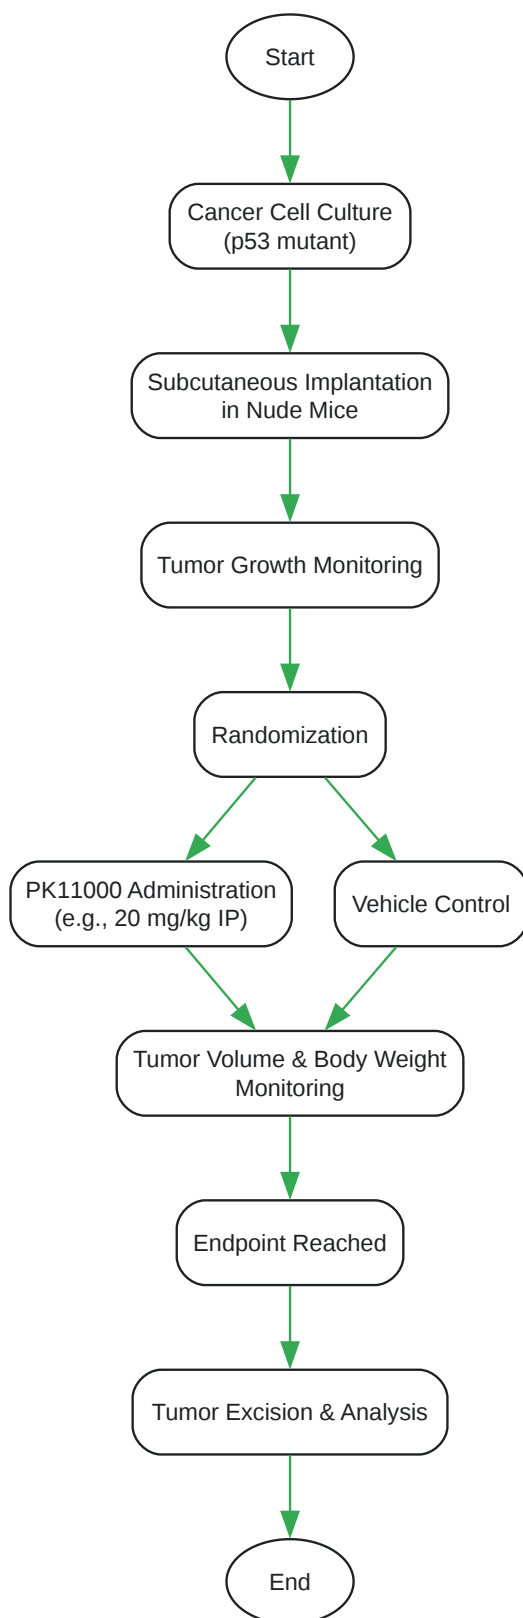 Start
Cancer Cell Culture
(p53 mutant)
Subcutaneous Implantation
in Nude Mice
Tumor Growth Monitoring
Randomization
PK11000 Administration
(e.g., 20 mg/kg IP)
Vehicle Control
Tumor Volume & Body Weight
Monitoring
Endpoint Reached
Tumor Excision & Analysis
End